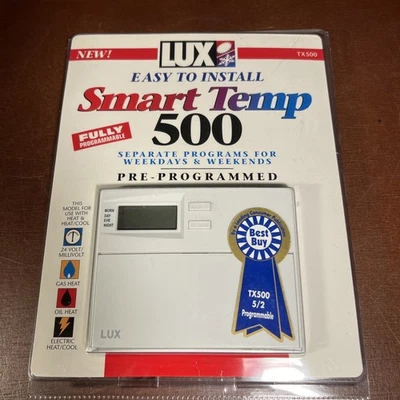 NEW!
LUX
TX500
EASY TO INSTALL
Smart Temp
500
FULLY
PROGRAMMABLE
SEPARATE PROGRAMS FOR
WEEKDAYS & WEEKENDS
PRE-PROGRAMMED
THIS
MODEL FOR
USE WITH
HEAT &
HEAT/COOL
24 VOLT/
MILLIVOLT
GAS HEAT
OIL HEAT
ELECTRIC
HEAT/COOL
MORN
DAY
EVE
NIGHT
LUX
Best
Buy
TX500
5/2
Programmable